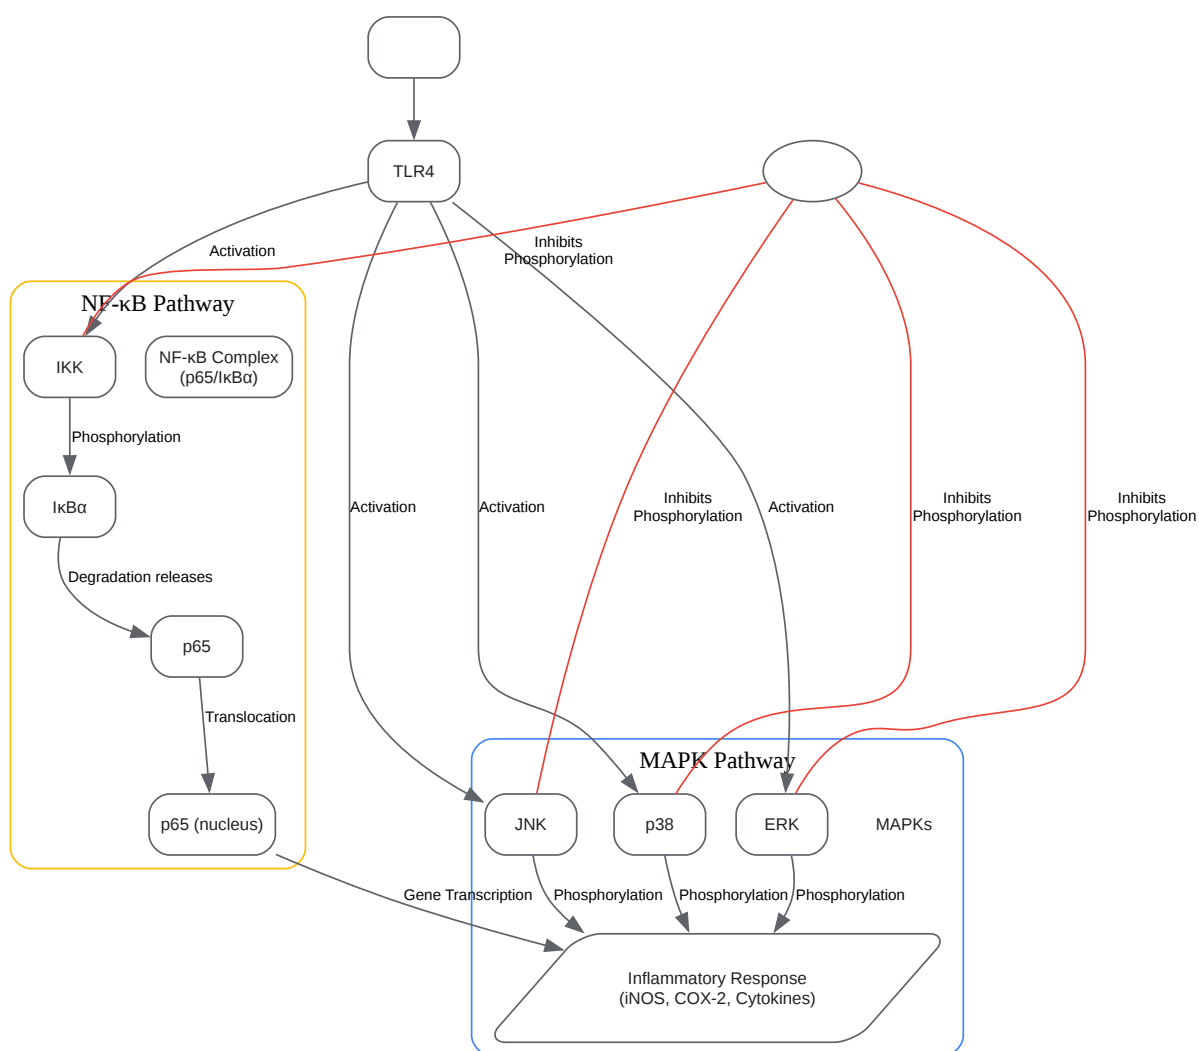 TLR4
Inhibits
Phosphorylation
Activation
NF-κB Pathway
IKK
NF-κB Complex
(p65/IκBα)
Phosphorylation
IκBα
Activation
Activation
Inhibits
Phosphorylation
Activation
Inhibits
Phosphorylation
Inhibits
Phosphorylation
Degradation releases
p65
Translocation
MAPK Pathway
p65 (nucleus)
JNK
p38
ERK
MAPKs
Gene Transcription
Phosphorylation
Phosphorylation
Phosphorylation
Inflammatory Response
(iNOS, COX-2, Cytokines)